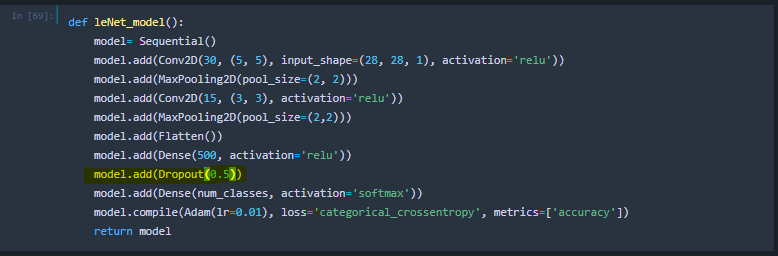 In [69]:
def leNet_model():
    model= Sequential()
    model.add(Conv2D(30, (5, 5), input_shape=(28, 28, 1), activation='relu'))
    model.add(MaxPooling2D(pool_size=(2, 2)))
    model.add(Conv2D(15, (3, 3), activation='relu'))
    model.add(MaxPooling2D(pool_size=(2,2)))
    model.add(Flatten())
    model.add(Dense(500, activation='relu'))
    model.add(Dropout(0.5))
    model.add(Dense(num_classes, activation='softmax'))
    model.compile(Adam(lr=0.01), loss='categorical_crossentropy', metrics=['accuracy'])
    return model